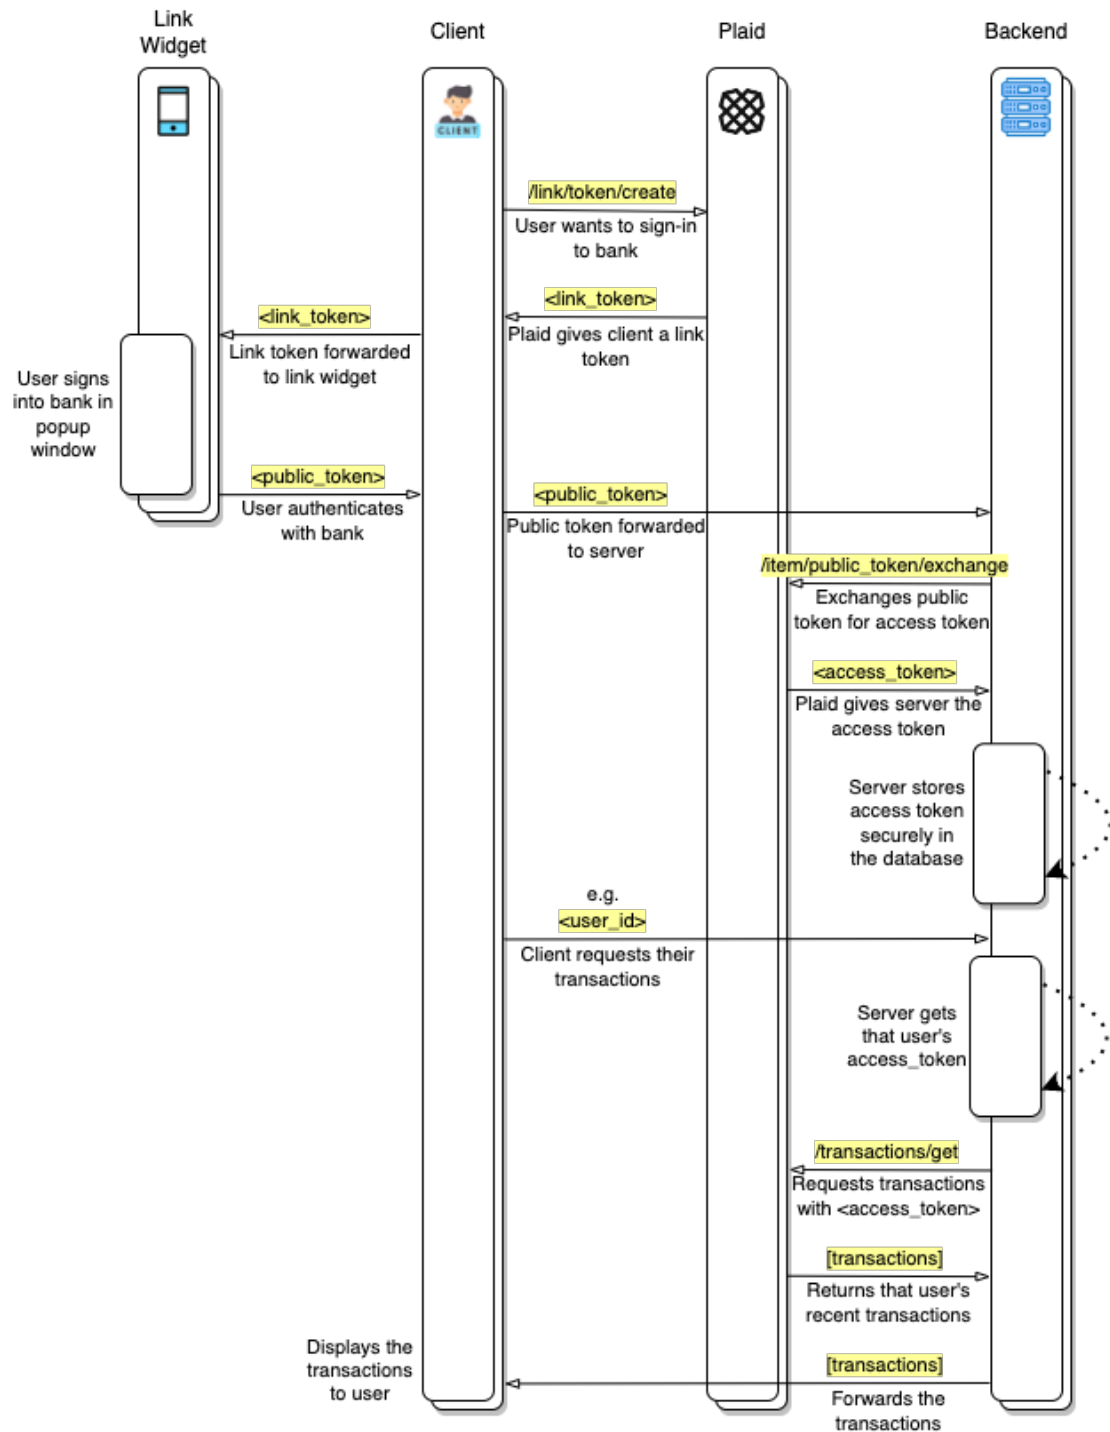 Link
Widget
Client
Plaid
Backend
CLIENT
/link/token/create
User wants to sign-in
to bank
<link_token>
Plaid gives client a link
token
<link_token>
Link token forwarded
to link widget
User signs
into bank in
popup
window
<public_token>
User authenticates
with bank
<public_token>
Public token forwarded
to server
/item/public_token/exchange
Exchanges public
token for access token
<access_token>
Plaid gives server the
access token
Server stores
access token
securely in
the database
e.g.
<user_id>
Client requests their
transactions
Server gets
that user's
access_token
/transactions/get
Requests transactions
with <access_token>
[transactions]
Returns that user's
recent transactions
[transactions]
Forwards the
transactions
Displays the
transactions
to user